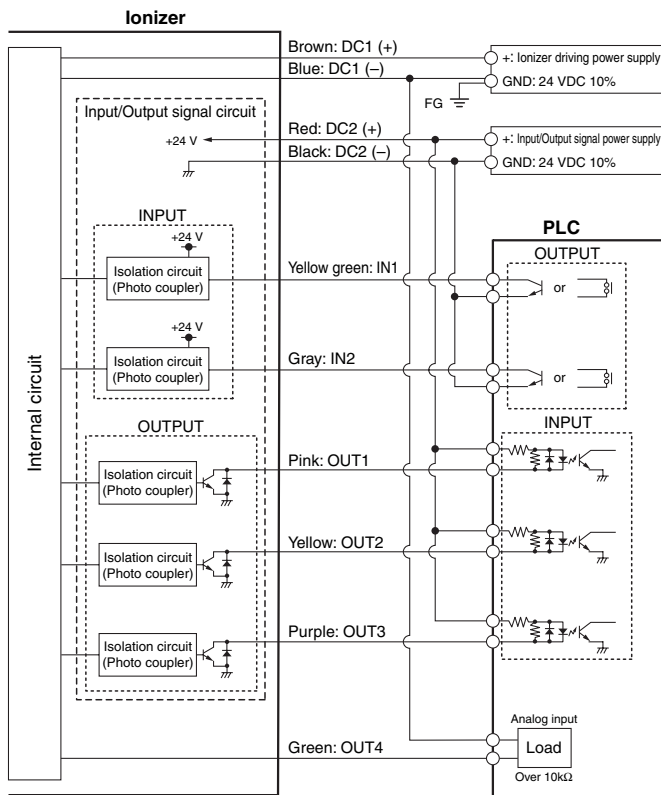 Ionizer
Brown: DC1 (+)
+: Ionizer driving power supply
Blue: DC1 (–)
GND: 24 VDC 10%
FG
Input/Output signal circuit
Red: DC2 (+)
+24 V
+: Input/Output signal power supply
Black: DC2 (–)
GND: 24 VDC 10%
INPUT
PLC
OUTPUT
+24 V
Isolation circuit
(Photo coupler)
Yellow green: IN1
or
+24 V
Isolation circuit
(Photo coupler)
Gray: IN2
or
Internal circuit
OUTPUT
INPUT
Isolation circuit
(Photo coupler)
Pink: OUT1
Isolation circuit
(Photo coupler)
Yellow: OUT2
Isolation circuit
(Photo coupler)
Purple: OUT3
Analog input
Green: OUT4
Load
Over 10kΩ